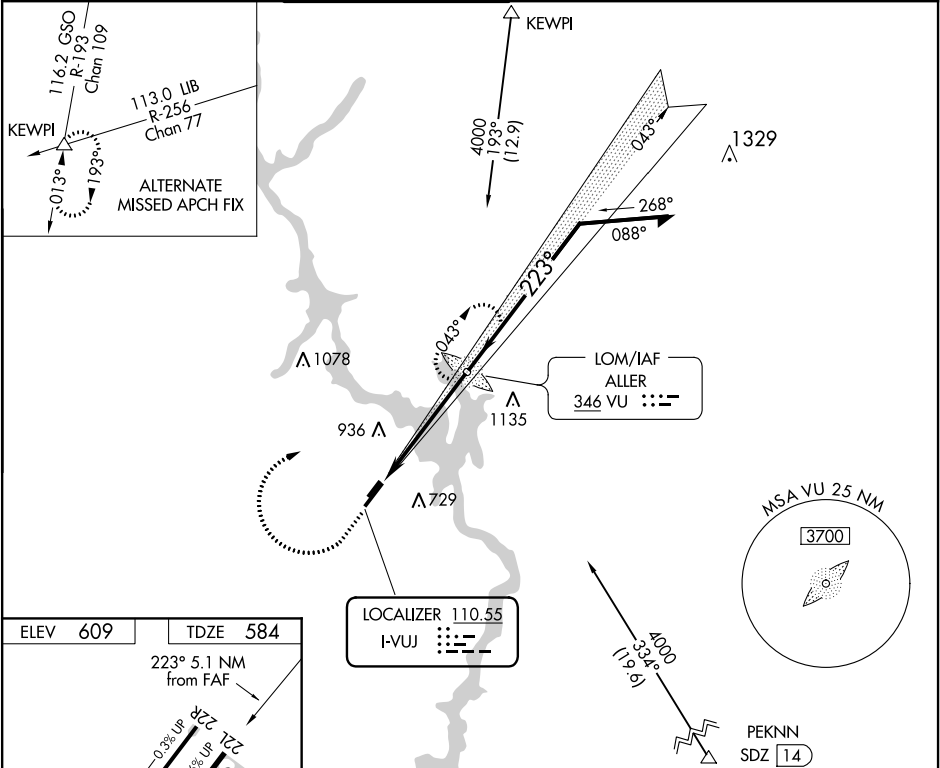 116.2 GSO
R-193
Chan 109
113.0 LIB
R-256
Chan 77
KEWPI
013°
193°
ALTERNATE
MISSED APCH FIX
KEWPI
4000
193°
(12.9)
043°
1329
268°
088°
223°
043°
1078
LOM/IAF
ALLER
346 VU
1135
936
729
MSA VU 25 NM
3700
LOCALIZER 110.55
I-VUJ
4000
334°
(19.6)
PEKNN
SDZ 14
ELEV 609
TDZE 584
223° 5.1 NM
from FAF
0.3% UP
22R
% UP
22L